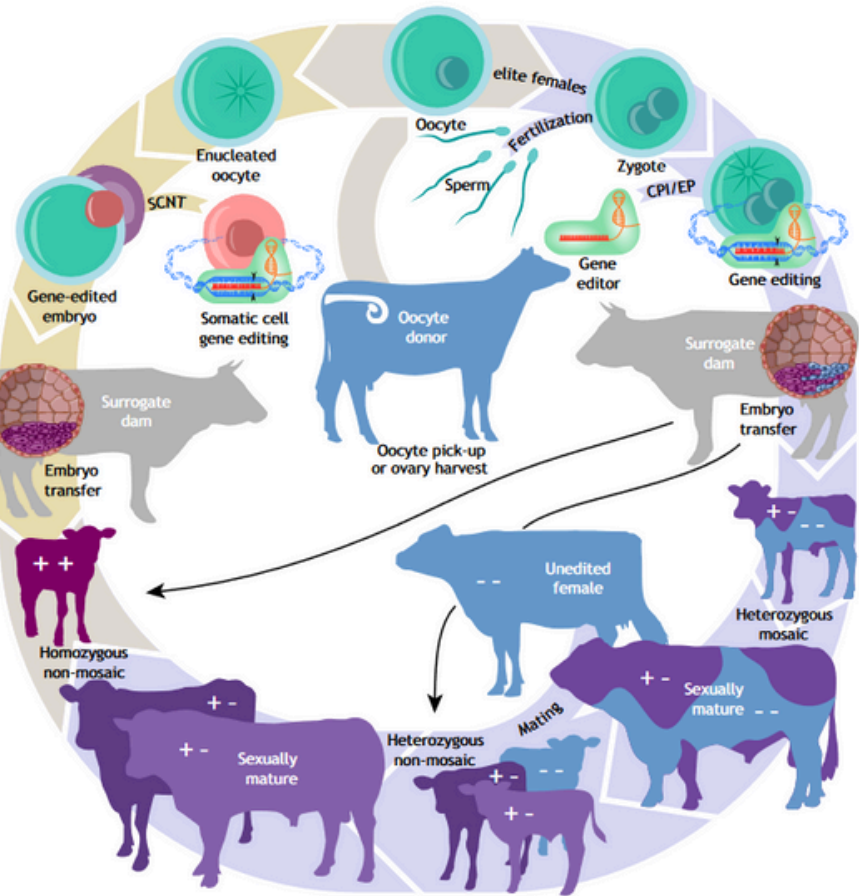 Oocyte
elite females
Fertilization
Sperm
Zygote
CPI/EP
Gene
editor
Gene editing
Enucleated
oocyte
SCNT
Gene-edited
embryo
Somatic cell
gene editing
Oocyte
donor
Oocyte pick-up
or ovary harvest
Surrogate
dam
Embryo
transfer
Surrogate
dam
Embryo
transfer
+ -
- -
Heterozygous
mosaic
- -
Unedited
female
+ +
Homozygous
non-mosaic
+ -
Sexually
mature
- -
Mating
Heterozygous
non-mosaic
+ -
- -
+ -
+ -
+ -
Sexually
mature